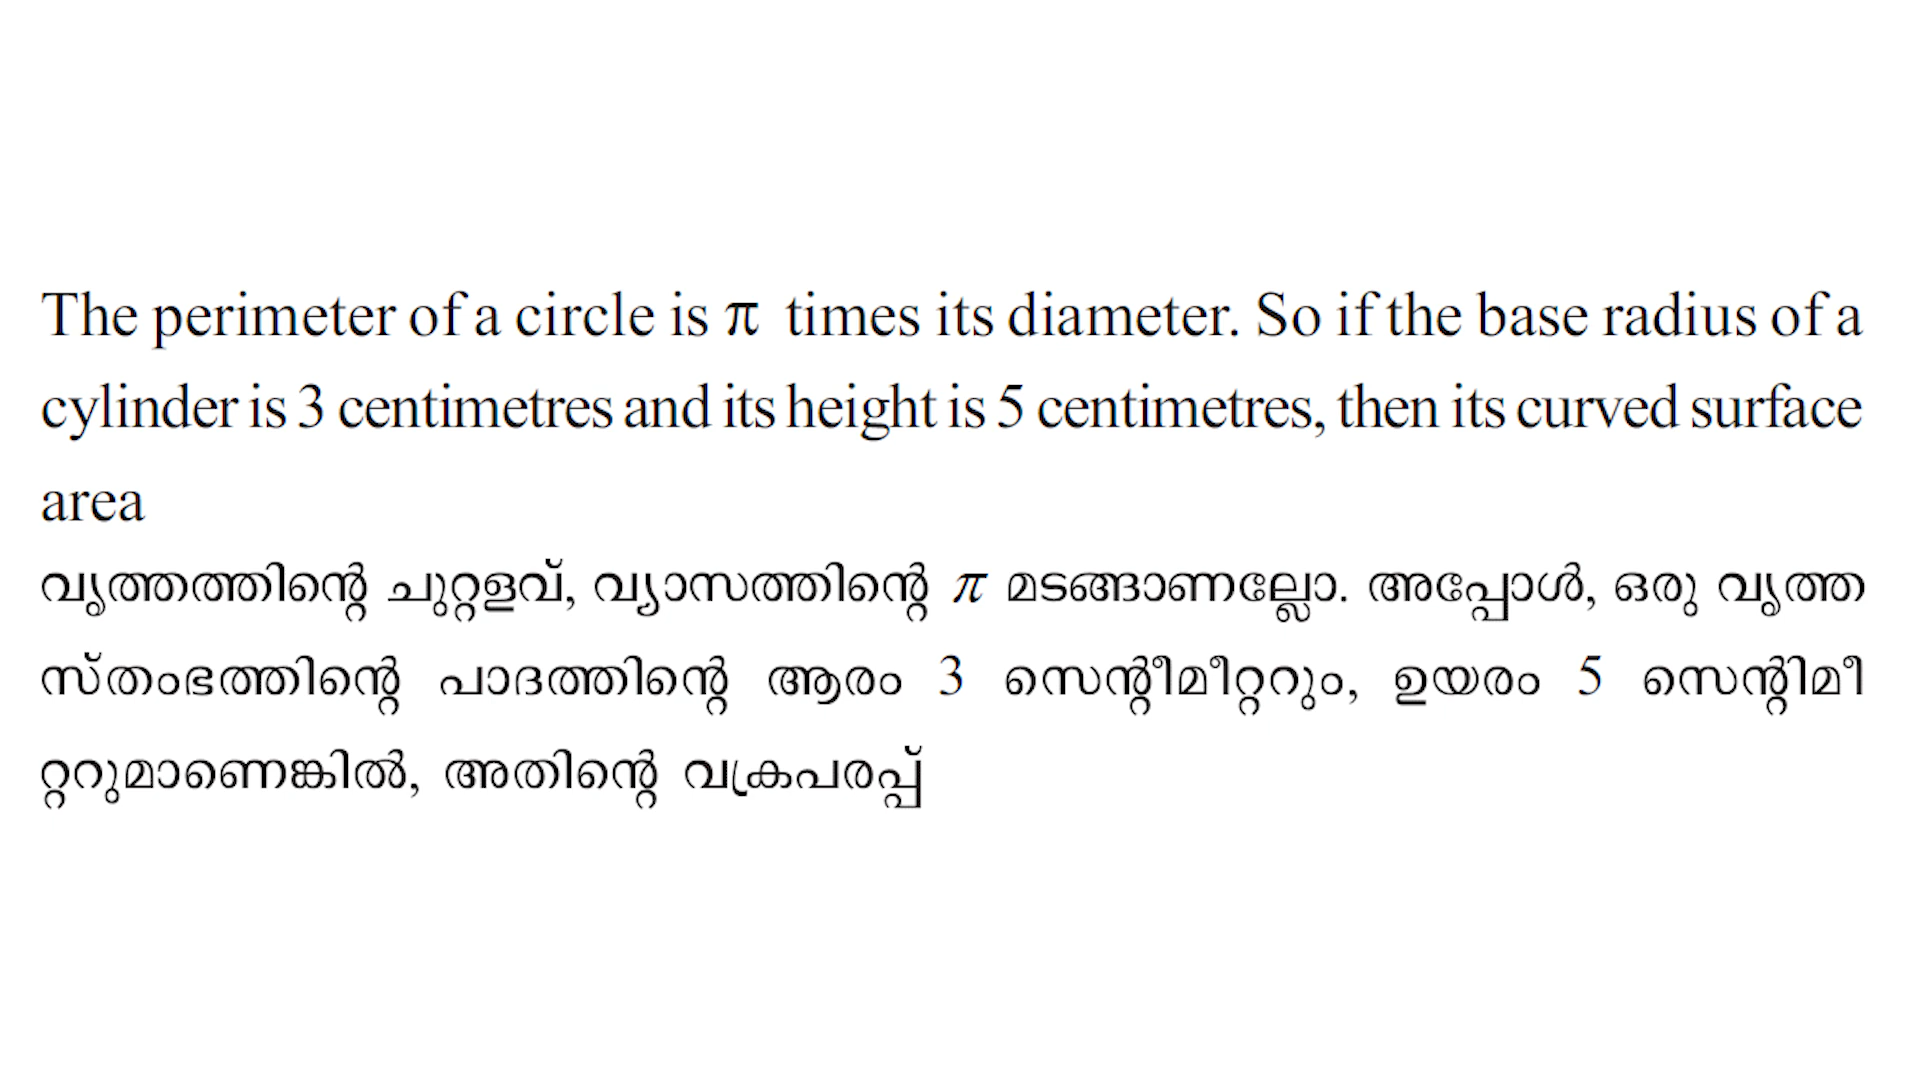 The perimeter of a circle is π times its diameter. So if the base radius of a
cylinder is 3 centimetres and its height is 5 centimetres, then its curved surface
area
വൃത്തത്തിന്റെ ചുറ്റളവ്, വ്യാസത്തിന്റെ π മടങ്ങാണല്ലോ. അപ്പോൾ, ഒരു വൃത്ത
സ്തംഭത്തിന്റെ പാദത്തിന്റെ ആരം 3 സെന്റീമീറ്ററും, ഉയരം 5 സെന്റിമീ
റ്ററുമാണെങ്കിൽ, അതിന്റെ വക്രപരപ്പ്